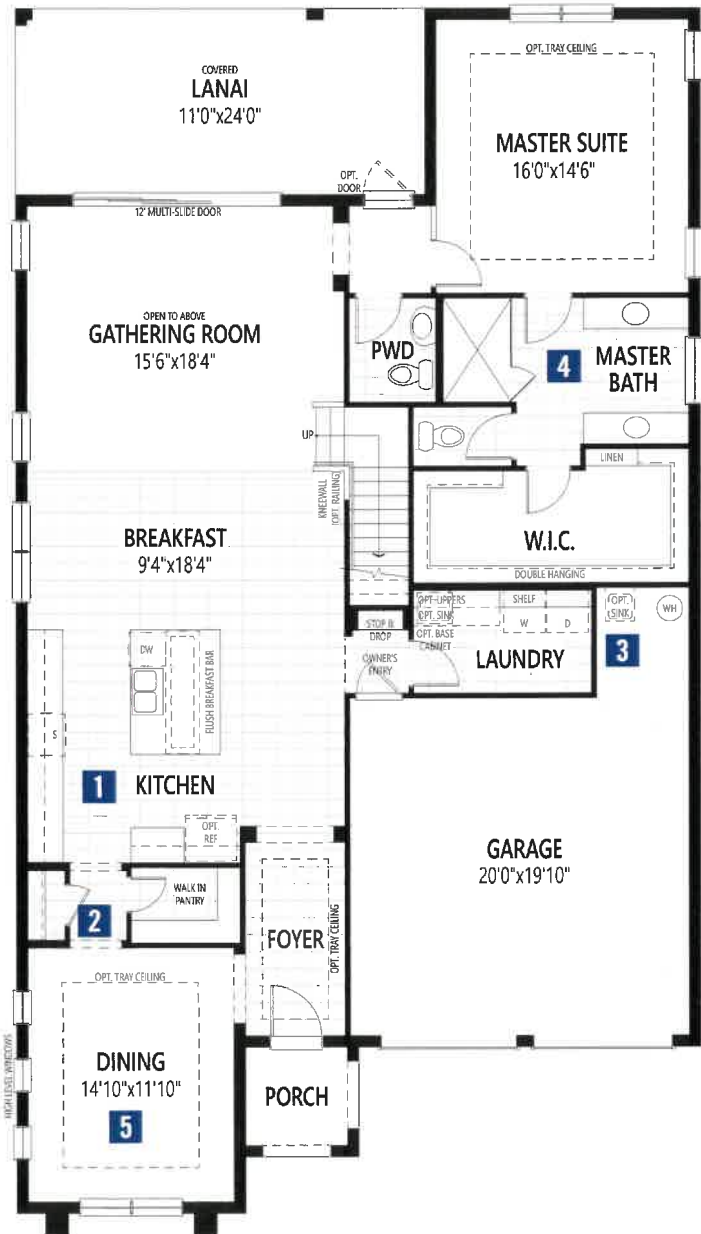 OPT. TRAY CEILING
COVERED
LANAI
11'0"x24'0"
MASTER SUITE
16'0"x14'6"
OPT.
DOOR
12' MULTI-SLIDE DOOR
OPEN TO ABOVE
GATHERING ROOM
15'6"x18'4"
PWD
4
MASTER
BATH
UP
LINEN
KNEEWALL
(OPT. RAILING)
BREAKFAST
9'4"x18'4"
W.I.C.
DOUBLE HANGING
OPT. UPPERS
OPT. SINK
SHELF
W
D
OPT.
SINK
WH
STOP &
DROP
OPT. BASE
CABINET
OWNER'S
ENTRY
LAUNDRY
3
DW
FLUSH BREAKFAST BAR
S
1
KITCHEN
OPT.
REF
GARAGE
20'0"x19'10"
WALK IN
PANTRY
2
FOYER
OPT. TRAY CEILING
OPT. TRAY CEILING
HIGH LEVEL WINDOWS
DINING
14'10"x11'10"
5
PORCH